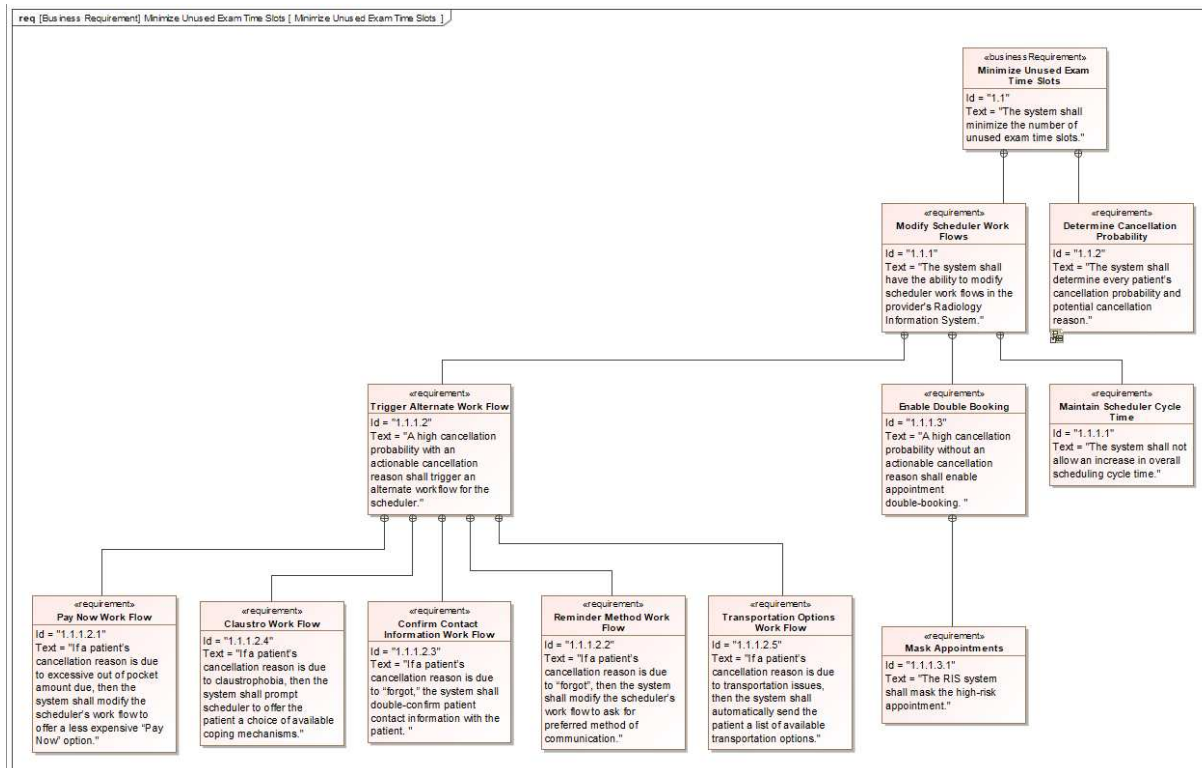 req [Business Requirement] Minimize Unused Exam Time Slots [ Minimize Unused Exam Time Slots ]
«business Requirement»
Minimize Unused Exam
Time Slots
Id = "1.1"
Text = "The system shall
minimize the number of
unused exam time slots."
«requirement»
Modify Scheduler Work
Flows
Id = "1.1.1"
Text = "The system shall
have the ability to modify
scheduler work flows in the
provider's Radiology
Information System."
«requirement»
Determine Cancellation
Probability
Id = "1.1.2"
Text = "The system shall
determine every patient's
cancellation probability and
potential cancellation
reason."
«requirement»
Trigger Alternate Work Flow
Id = "1.1.1.2"
Text = "A high cancellation
probability with an
actionable cancellation
reason shall trigger an
alternate workflow for the
scheduler."
«requirement»
Enable Double Booking
Id = "1.1.1.3"
Text = "A high cancellation
probability without an
actionable cancellation
reason shall enable
appointment
double-booking. "
«requirement»
Maintain Scheduler Cycle
Time
Id = "1.1.1.1"
Text = "The system shall not
allow an increase in overall
scheduling cycle time."
«requirement»
Pay Now Work Flow
Id = "1.1.1.2.1"
Text = "If a patient's
cancellation reason is due
to excessive out of pocket
amount due, then the
system shall modify the
scheduler's work flow to
offer a less expensive "Pay
Now" option."
«requirement»
Claustro Work Flow
Id = "1.1.1.2.4"
Text = "If a patient's
cancellation reason is due
to claustrophobia, then the
system shall prompt
scheduler to offer the
patient a choice of available
coping mechanisms."
«requirement»
Confirm Contact
Information Work Flow
Id = "1.1.1.2.3"
Text = "If a patient's
cancellation reason is due
to "forgot," the system shall
double-confirm patient
contact information with the
patient. "
«requirement»
Reminder Method Work
Flow
Id = "1.1.1.2.2"
Text = "If a patient's
cancellation reason is due
to "forgot", then the system
shall modify the scheduler's
work flow to ask for
preferred method of
communication."
«requirement»
Transportation Options
Work Flow
Id = "1.1.1.2.5"
Text = "If a patient's
cancellation reason is due
to transportation issues,
then the system shall
automatically send the
patient a list of available
transportation options."
«requirement»
Mask Appointments
Id = "1.1.1.3.1"
Text = "The RIS system
shall mask the high-risk
appointment."